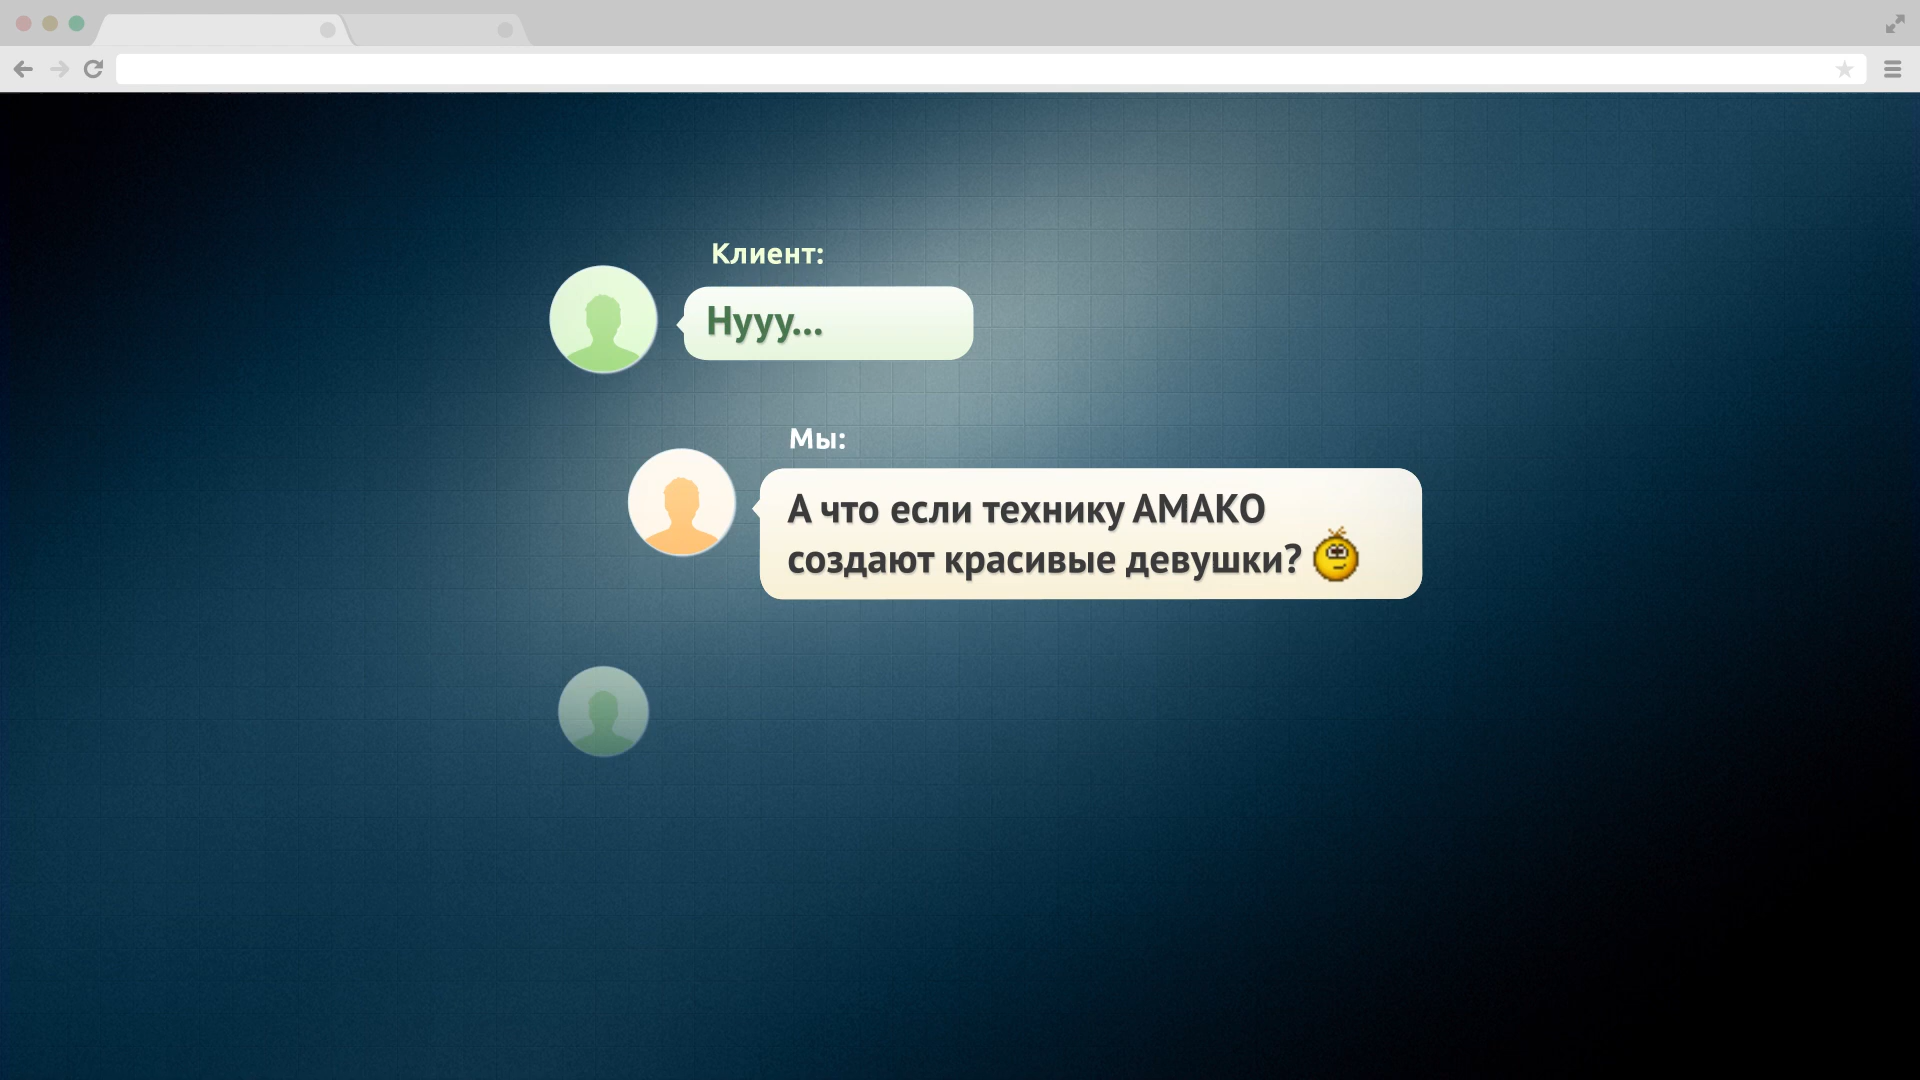 Клиент:
Нууу...
Мы:
А что если технику АМАКО
создают красивые девушки?